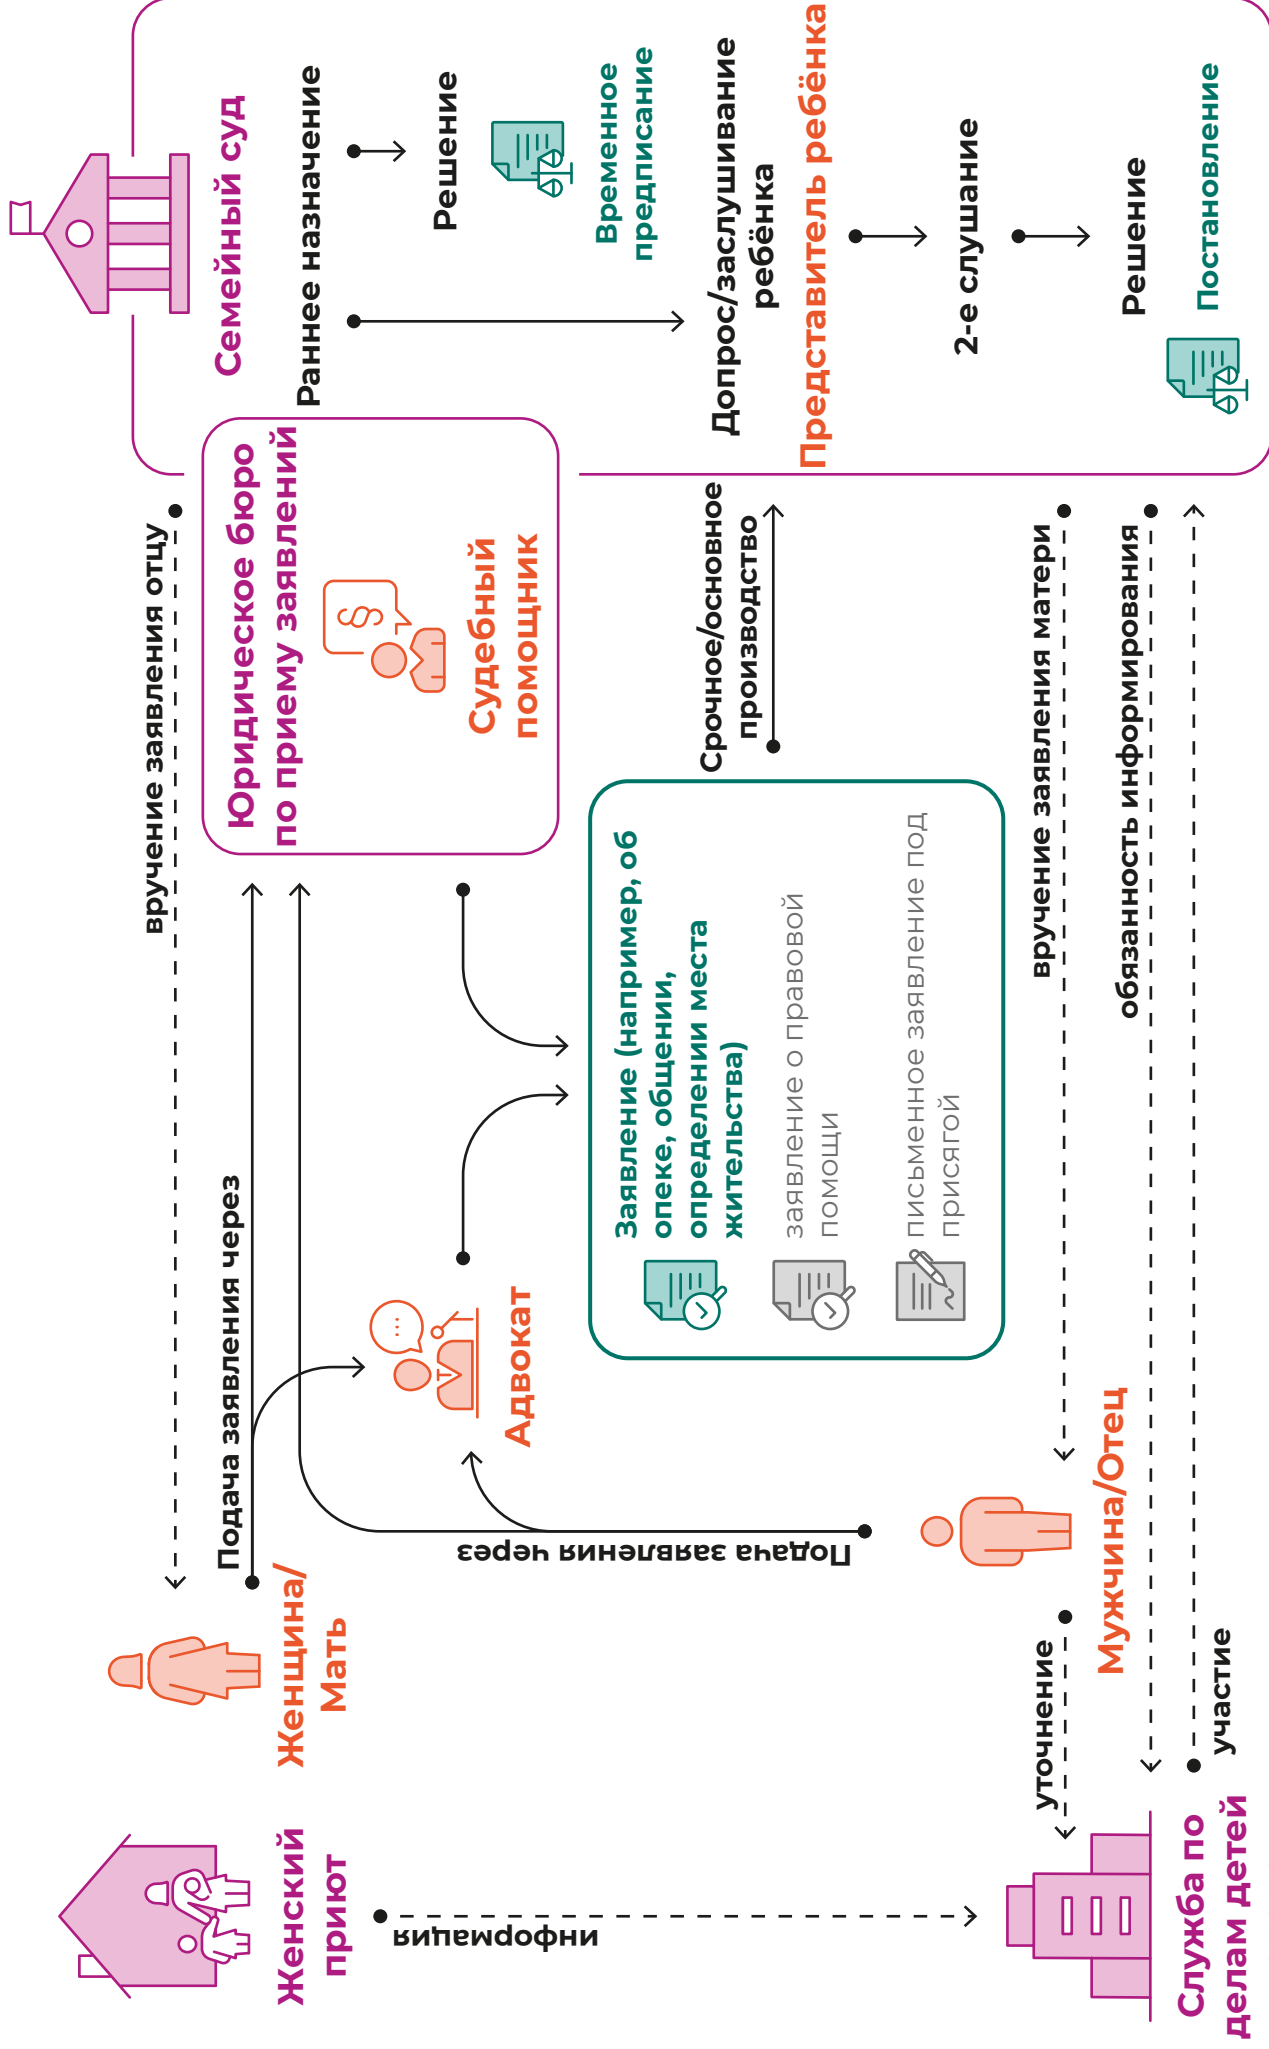 Женский
приют
информация
Служба по
делам детей
Женщина/
Мать
вручение заявления отцу
Подача заявления через
Подача заявления через
Адвокат
уточнение
Мужчина/Отец
участие
Юридическое бюро
по приему заявлений
Судебный
помощник
Заявление (например, об
опеке, общении,
определении места
жительства)
заявление о правовой
помощи
письменное заявление под
присягой
Срочное/основное
производство
вручение заявления матери
обязанность информирования
Семейный суд
Раннее назначение
Решение
Временное
предписание
Допрос/заслушивание
ребёнка
Представитель ребёнка
2-е слушание
Решение
Постановление
§